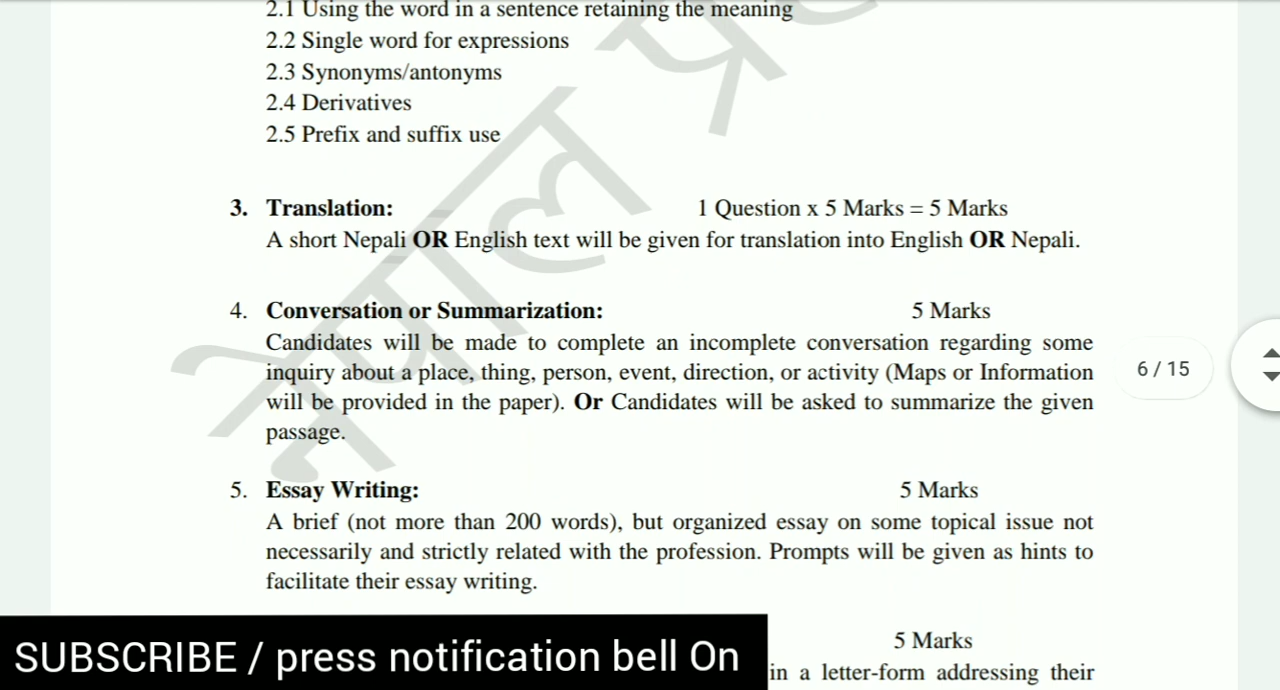 2.1 Using the word in a sentence retaining the meaning
2.2 Single word for expressions
2.3 Synonyms/antonyms
2.4 Derivatives
2.5 Prefix and suffix use
3. Translation: 1 Question x 5 Marks = 5 Marks
A short Nepali OR English text will be given for translation into English OR Nepali.
4. Conversation or Summarization: 5 Marks
Candidates will be made to complete an incomplete conversation regarding some
inquiry about a place, thing, person, event, direction, or activity (Maps or Information
will be provided in the paper). Or Candidates will be asked to summarize the given
passage.
6 / 15
5. Essay Writing: 5 Marks
A brief (not more than 200 words), but organized essay on some topical issue not
necessarily and strictly related with the profession. Prompts will be given as hints to
facilitate their essay writing.
5 Marks
in a letter-form addressing their
SUBSCRIBE / press notification bell On
नेपाल